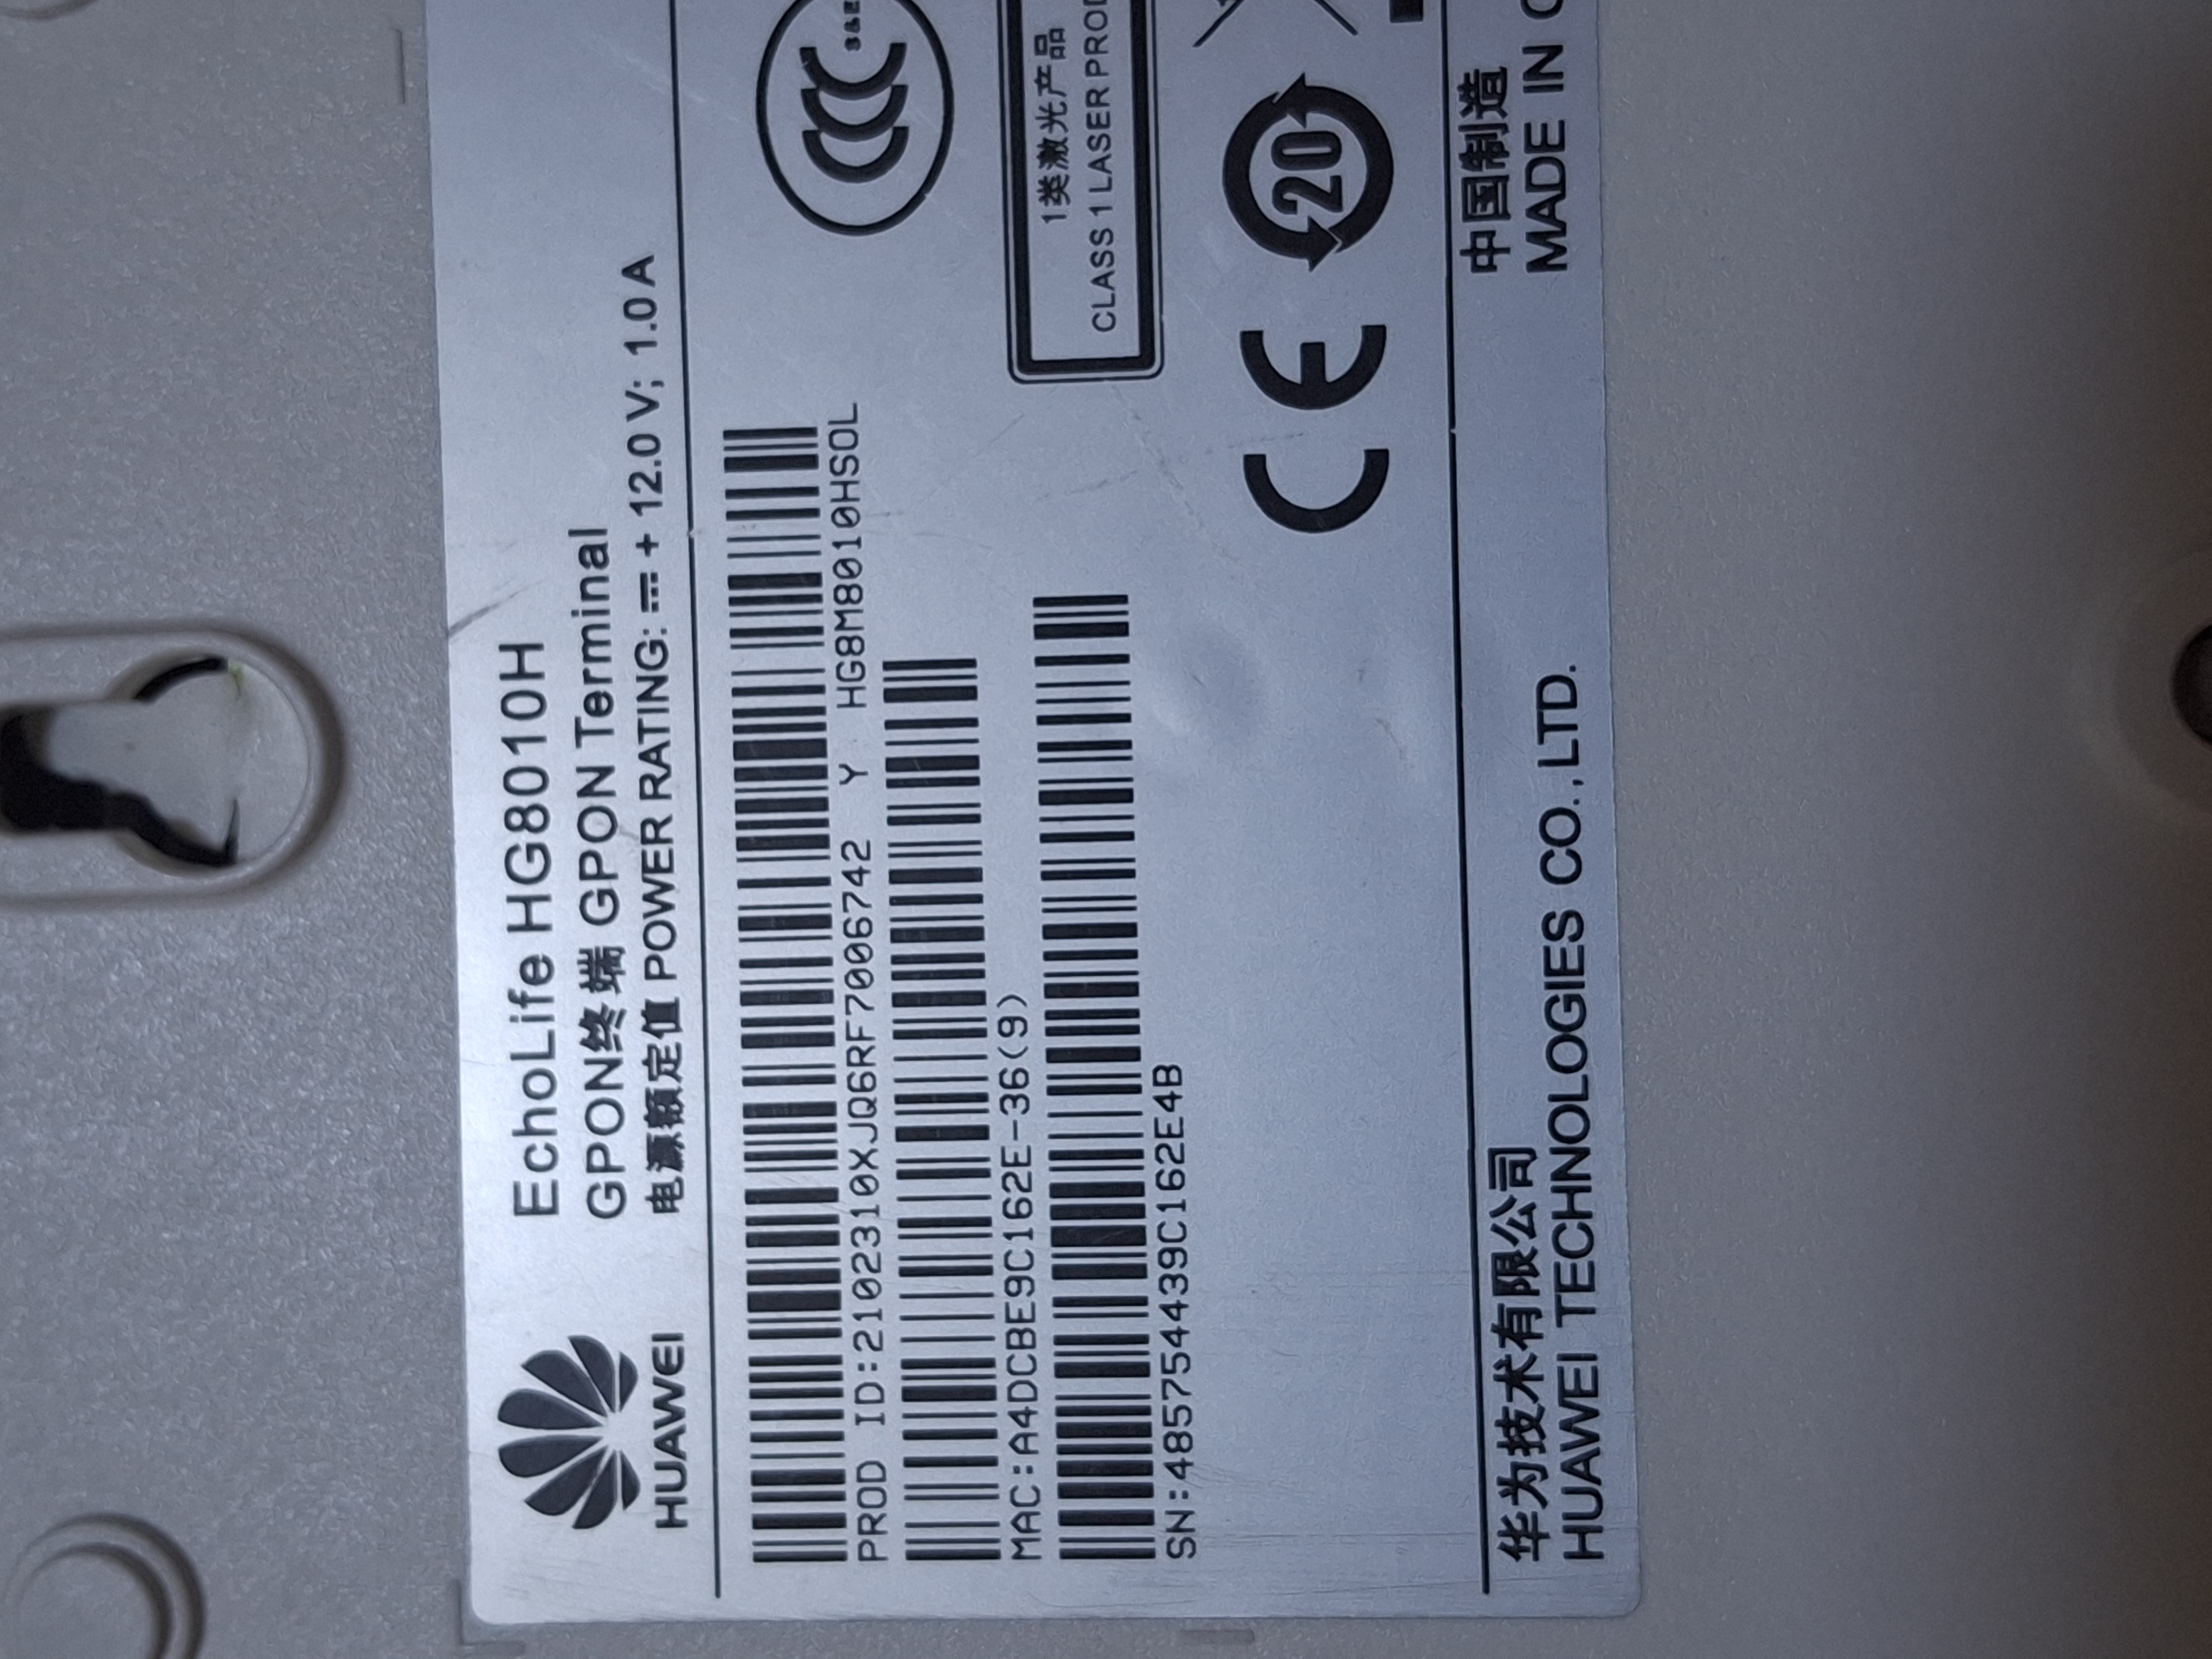 HUAWEI
EchoLife HG8010H
GPON终端 GPON Terminal
电源额定值 POWER RATING: ⎓ + 12.0 V; 1.0 A
PROD ID:2102310XJQ6RF7006742 Y HG8M8010HSOL
MAC:A4DCBE9C162E-36(9)
SN:485754439C162E4B
S&E
1类激光产品
CLASS 1 LASER
CE
20
华为技术有限公司
HUAWEI TECHNOLOGIES CO.,LTD.
中国制造
MADE IN